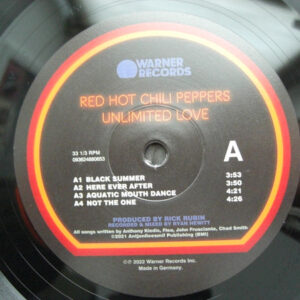 WARNER
RECORDS
RED HOT CHILI PEPPERS
UNLIMITED LOVE
33 1/3 RPM
093624880653
A
A1 BLACK SUMMER 3:53
A2 HERE EVER AFTER 3:50
A3 AQUATIC MOUTH DANCE 4:21
A4 NOT THE ONE 4:26
PRODUCED BY RICK RUBIN
RECORDED & MIXED BY RYAN HEWITT
All songs written by Anthony Kiedis, Flea, John Frusciante, Chad Smith
©2021 Antjendieesmif Publishing (BMI)
©℗ 2022 Warner Records Inc.
Made in Germany.